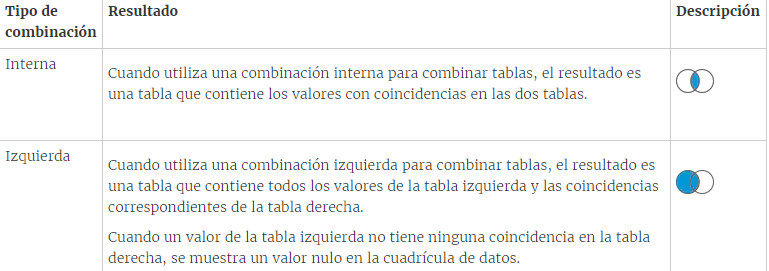 Tipo de combinación	Resultado	Descripción
Interna
Cuando utiliza una combinación interna para combinar tablas, el resultado es
una tabla que contiene los valores con coincidencias en las dos tablas.
Izquierda
Cuando utiliza una combinación izquierda para combinar tablas, el resultado es
una tabla que contiene todos los valores de la tabla izquierda y las coincidencias
correspondientes de la tabla derecha.
Cuando un valor de la tabla izquierda no tiene ninguna coincidencia en la tabla
derecha, se muestra un valor nulo en la cuadrícula de datos.